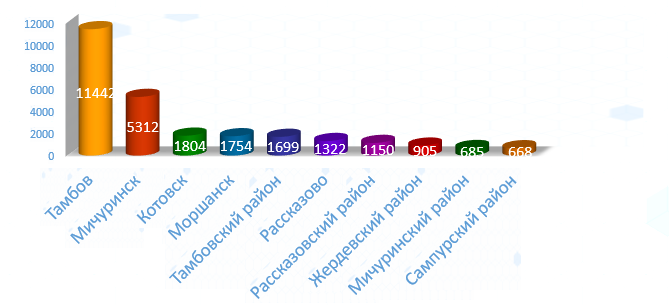 12000
10000
8000
6000
4000
2000
0
11442
5312
1804
1754
1699
1322
1150
905
685
668
Тамбов
Мичуринск
Котовск
Моршанск
Тамбовский район
Рассказово
Рассказовский район
Жердевский район
Мичуринский район
Сампурский район